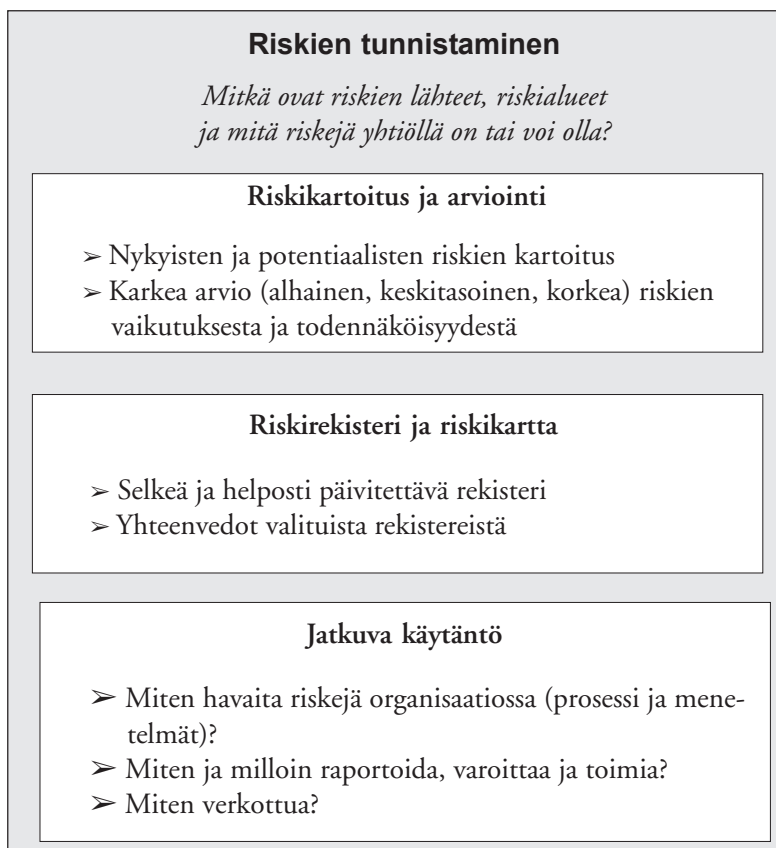 Riskien tunnistaminen
Mitkä ovat riskien lähteet, riskialueet
ja mitä riskejä yhtiöllä on tai voi olla?
Riskikartoitus ja arviointi
➢ Nykyisten ja potentiaalisten riskien kartoitus
➢ Karkea arvio (alhainen, keskitasoinen, korkea) riskien
vaikutuksesta ja todennäköisyydestä
Riskirekisteri ja riskikartta
➢ Selkeä ja helposti päivitettävä rekisteri
➢ Yhteenvedot valituista rekistereistä
Jatkuva käytäntö
➢ Miten havaita riskejä organisaatiossa (prosessi ja mene-
telmät)?
➢ Miten ja milloin raportoida, varoittaa ja toimia?
➢ Miten verkottua?